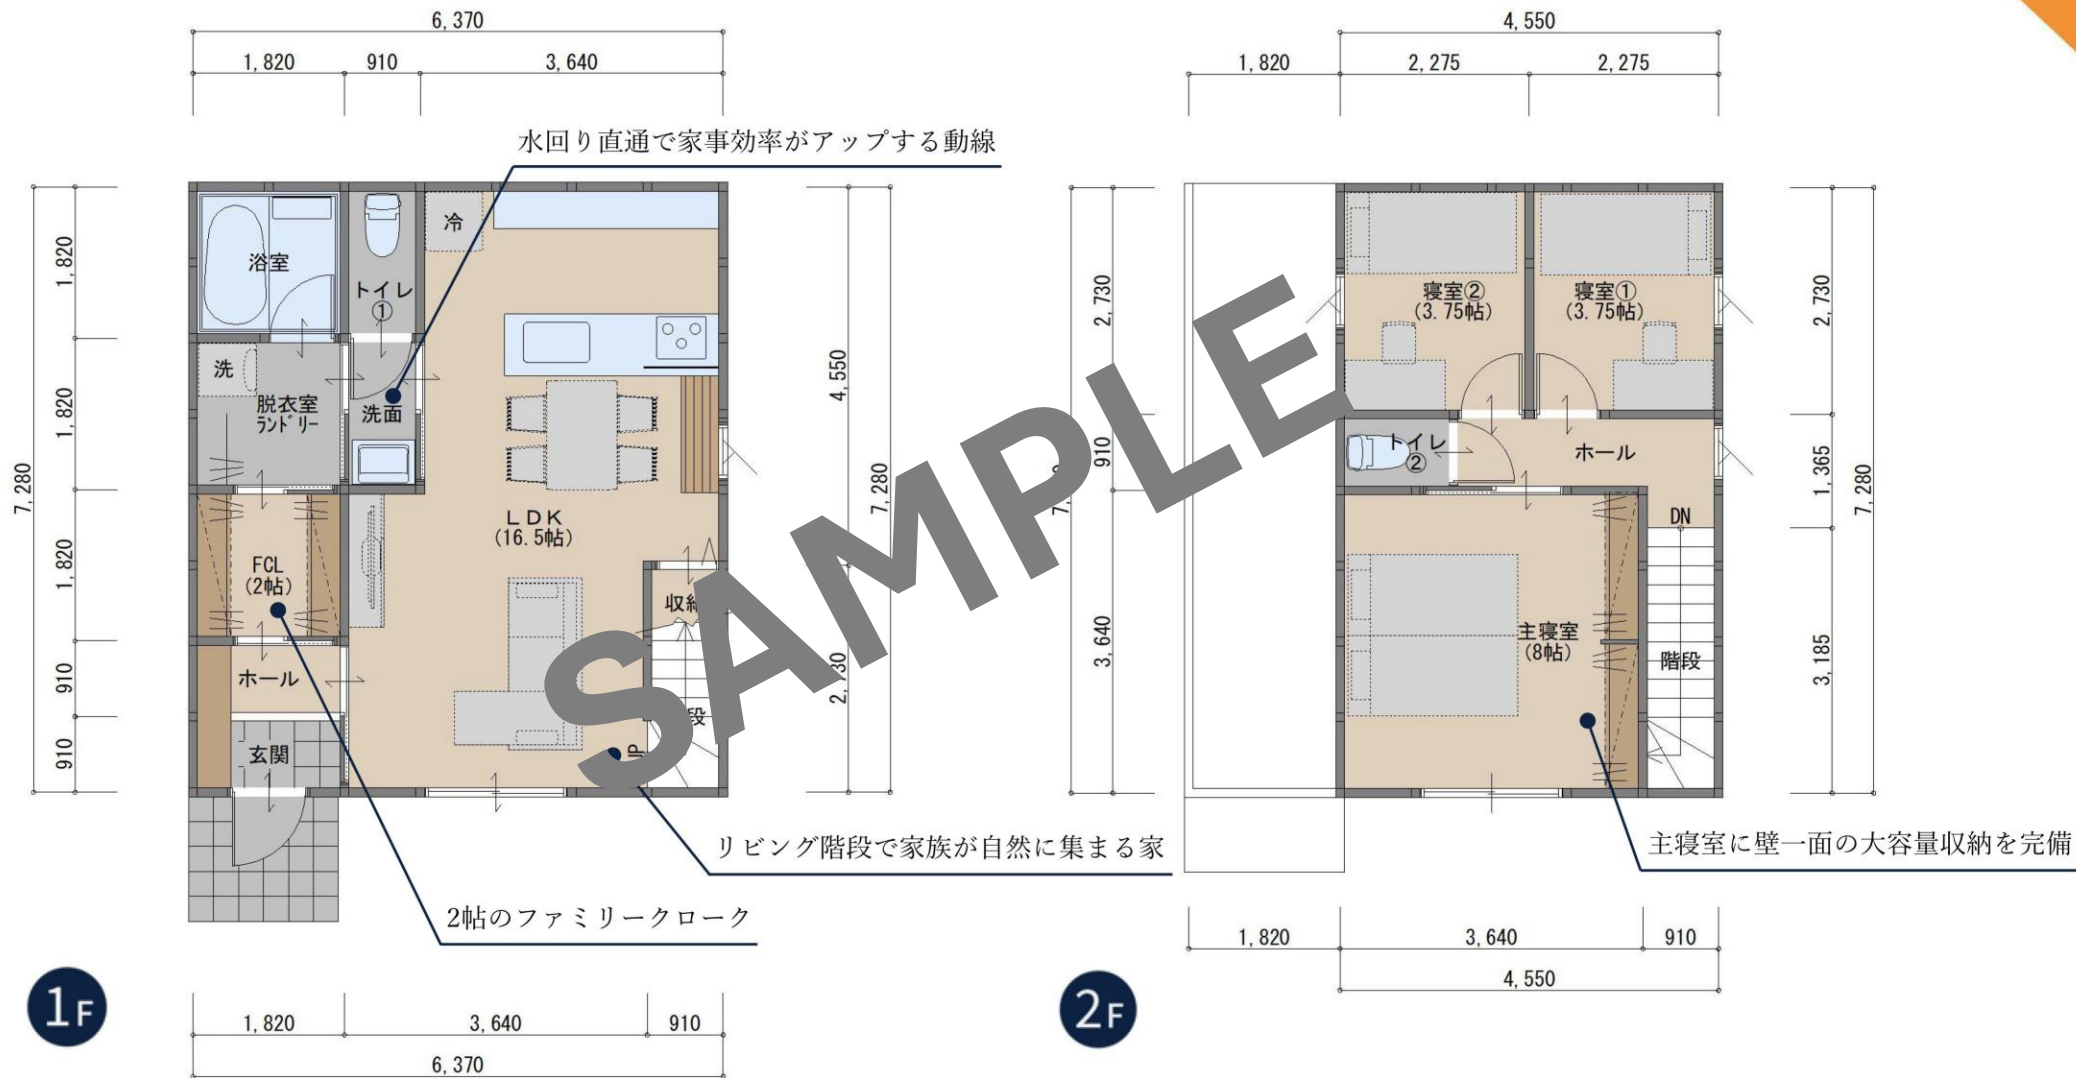 6,370
1,820
910
3,640
4,550
1,820
2,275
2,275
水回り直通で家事効率がアップする動線
浴室
トイレ
①
冷
洗
脱衣室
ランドリー
洗面
LDK
(16.5帖)
FCL
(2帖)
収納
ホール
玄関
段
UP
7,280
1,820
1,820
1,820
910
910
4,550
2,730
7,280
リビング階段で家族が自然に集まる家
2帖のファミリークローク
1F
1,820
3,640
910
6,370
寝室②
(3.75帖)
寝室①
(3.75帖)
トイレ
②
ホール
DN
主寝室
(8帖)
階段
2,730
910
3,640
2,730
1,365
3,185
7,280
主寝室に壁一面の大容量収納を完備
2F
1,820
3,640
910
4,550
SAMPLE